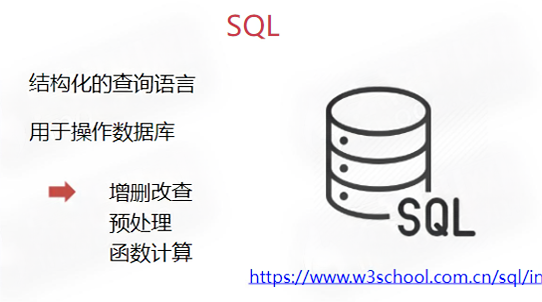 SQL
结构化的查询语言
用于操作数据库
增删改查
预处理
函数计算
SQL
https://www.w3school.com.cn/sql/in